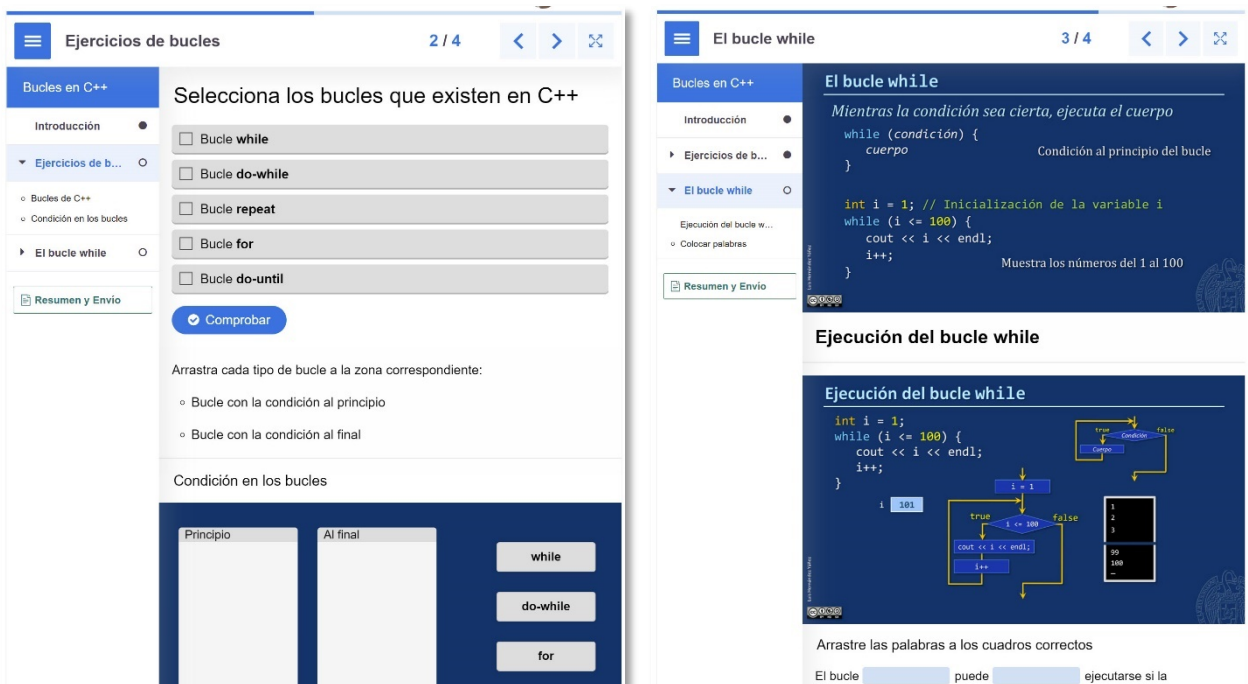 Ejercicios de bucles
2 / 4
Bucles en C++
Introducción
Ejercicios de b...
Bucles de C++
Condición en los bucles
El bucle while
Resumen y Envío
Selecciona los bucles que existen en C++
Bucle while
Bucle do-while
Bucle repeat
Bucle for
Bucle do-until
Comprobar
Arrastra cada tipo de bucle a la zona correspondiente:
Bucle con la condición al principio
Bucle con la condición al final
Condición en los bucles
Principio
Al final
while
do-while
for
El bucle while
3 / 4
Bucles en C++
Introducción
Ejercicios de b...
El bucle while
Ejecución del bucle w...
Colocar palabras
Resumen y Envío
El bucle while
Mientras la condición sea cierta, ejecuta el cuerpo
while (condición) {
cuerpo
Condición al principio del bucle
}
int i = 1; // Inicialización de la variable i
while (i <= 100) {
cout << i << endl;
i++;
Muestra los números del 1 al 100
}
Ejecución del bucle while
Ejecución del bucle while
int i = 1;
while (i <= 100) {
cout << i << endl;
i++;
}
i 101
true
Condición
false
Cuerpo
i = 1
true
i <= 100
false
cout << i << endl;
i++
1
2
3
99
100
Arrastre las palabras a los cuadros correctos
El bucle puede ejecutarse si la